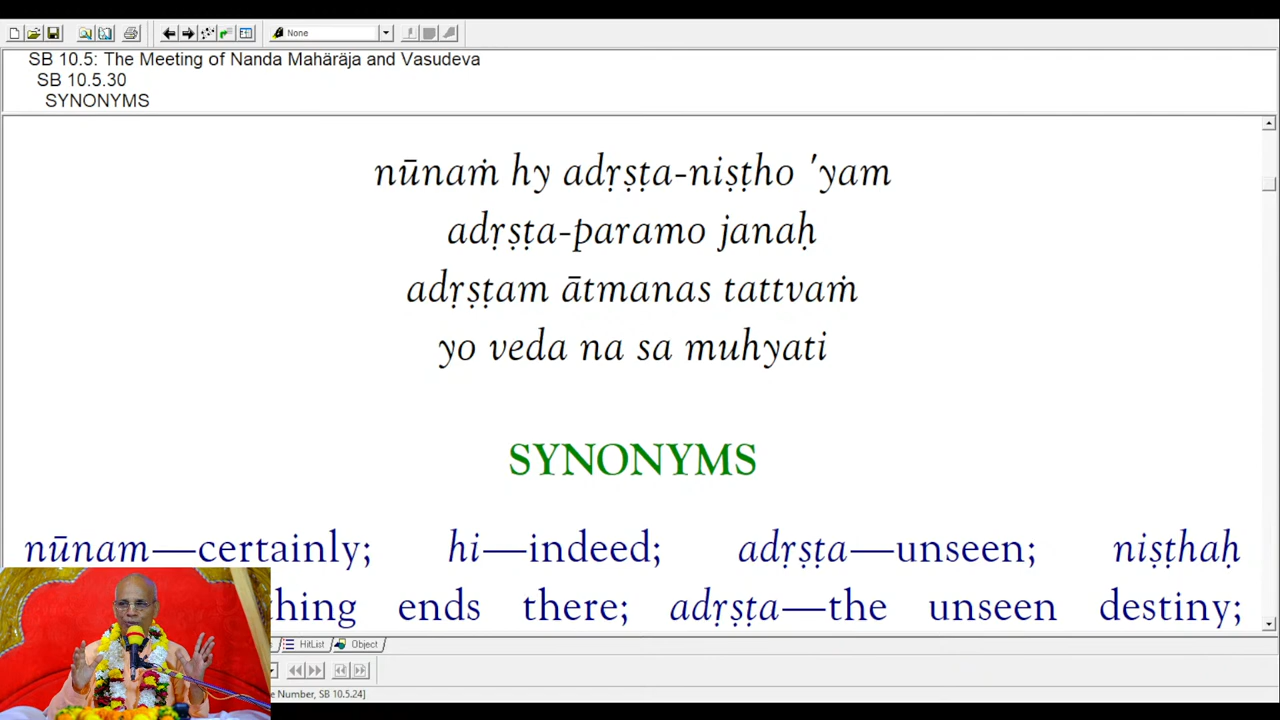 None
SB 10.5: The Meeting of Nanda Mahäräja and Vasudeva
SB 10.5.30
SYNONYMS
nūnaṁ hy adṛṣṭa-niṣṭho 'yam
adṛṣṭa-paramo janaḥ
adṛṣṭam ātmanas tattvaṁ
yo veda na sa muhyati
SYNONYMS
nūnam—certainly; hi—indeed; adṛṣṭa—unseen; niṣṭhaḥ
hing ends there; adṛṣṭa—the unseen destiny;
HitList Object
e Number, SB 10.5.24]